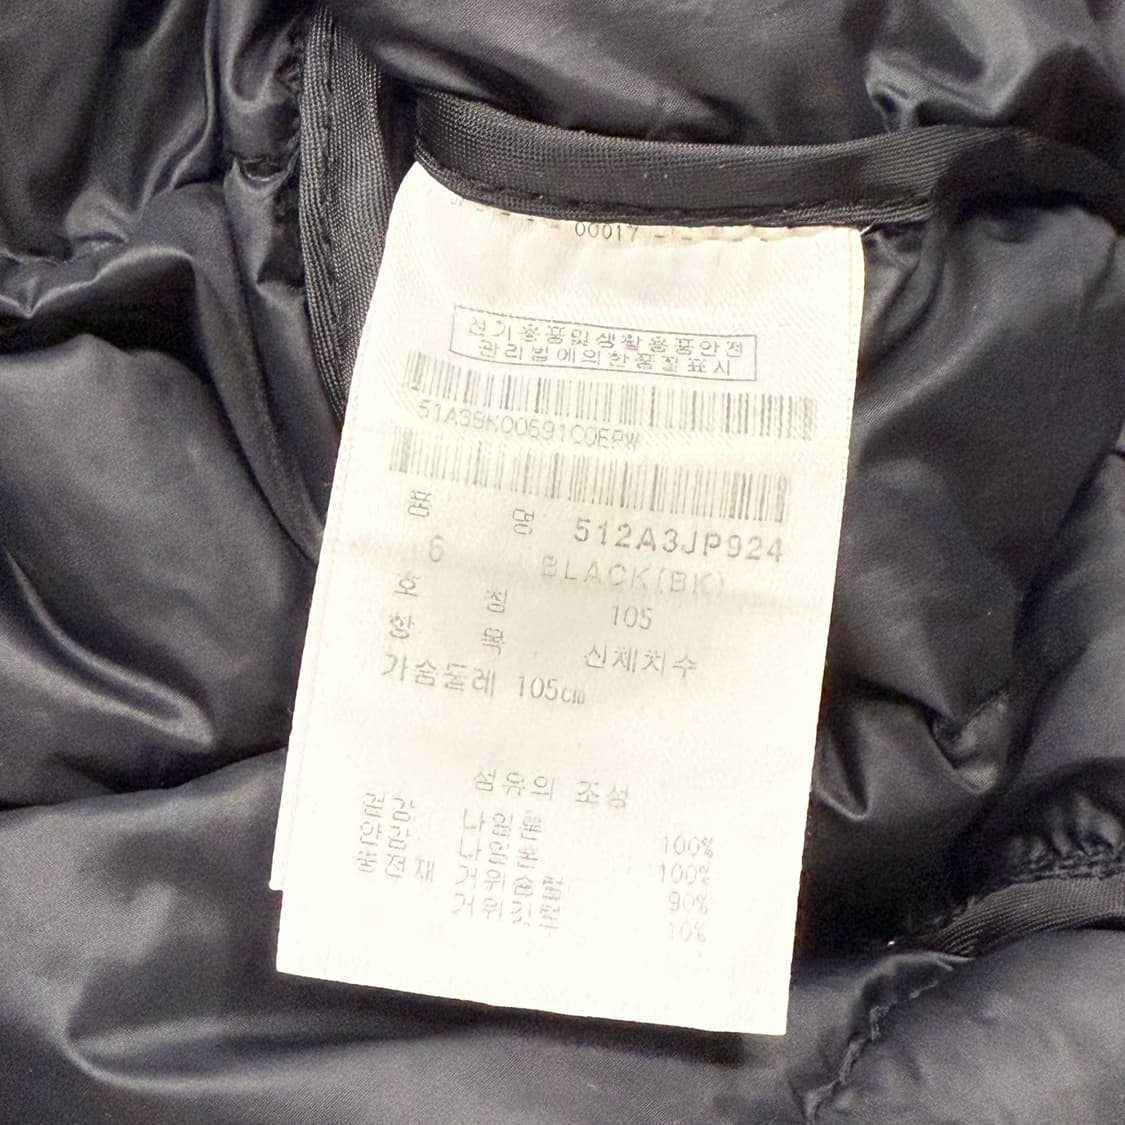 00017
전기용품및생활용품안전
관리법에의한품질표시
51A39K00691C0EPW
품 명 512A3JP924
6 BLACK(BK)
호 칭 105
항 목 신체치수
가슴둘레 105㎝
섬유의 조성
겉감 나일론 100%
안감 나일론 100%
충전재 거위솜털 90%
거위깃털 10%